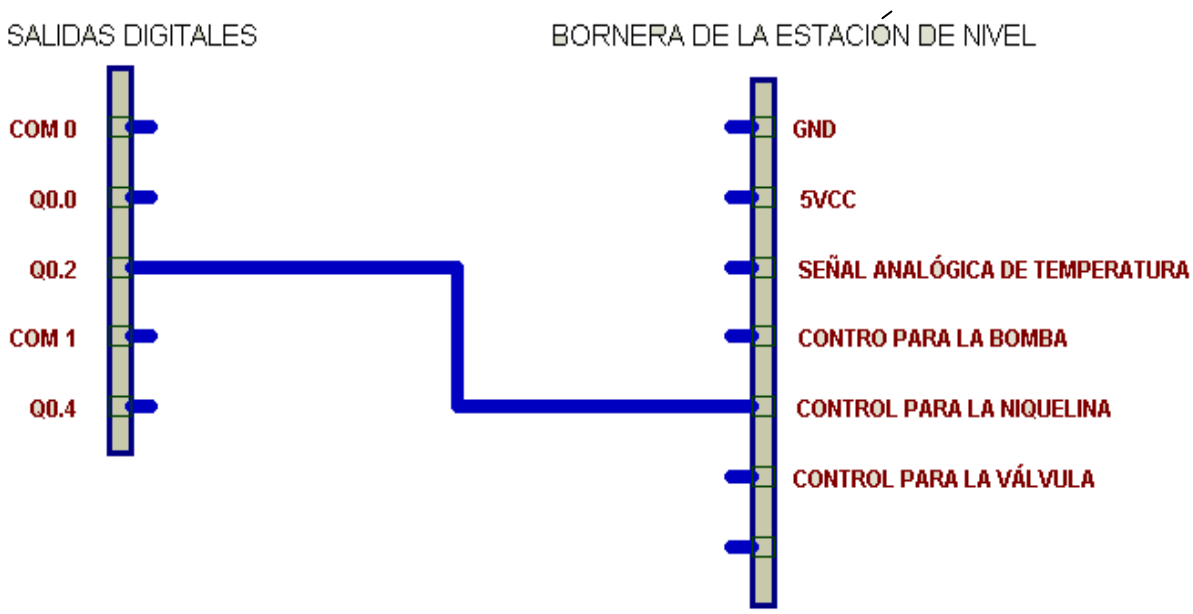 SALIDAS DIGITALES
COM 0
Q0.0
Q0.2
COM 1
Q0.4
BORNERA DE LA ESTACIÓN DE NIVEL
GND
5VCC
SEÑAL ANALÓGICA DE TEMPERATURA
CONTRO PARA LA BOMBA
CONTROL PARA LA NIQUELINA
CONTROL PARA LA VÁLVULA